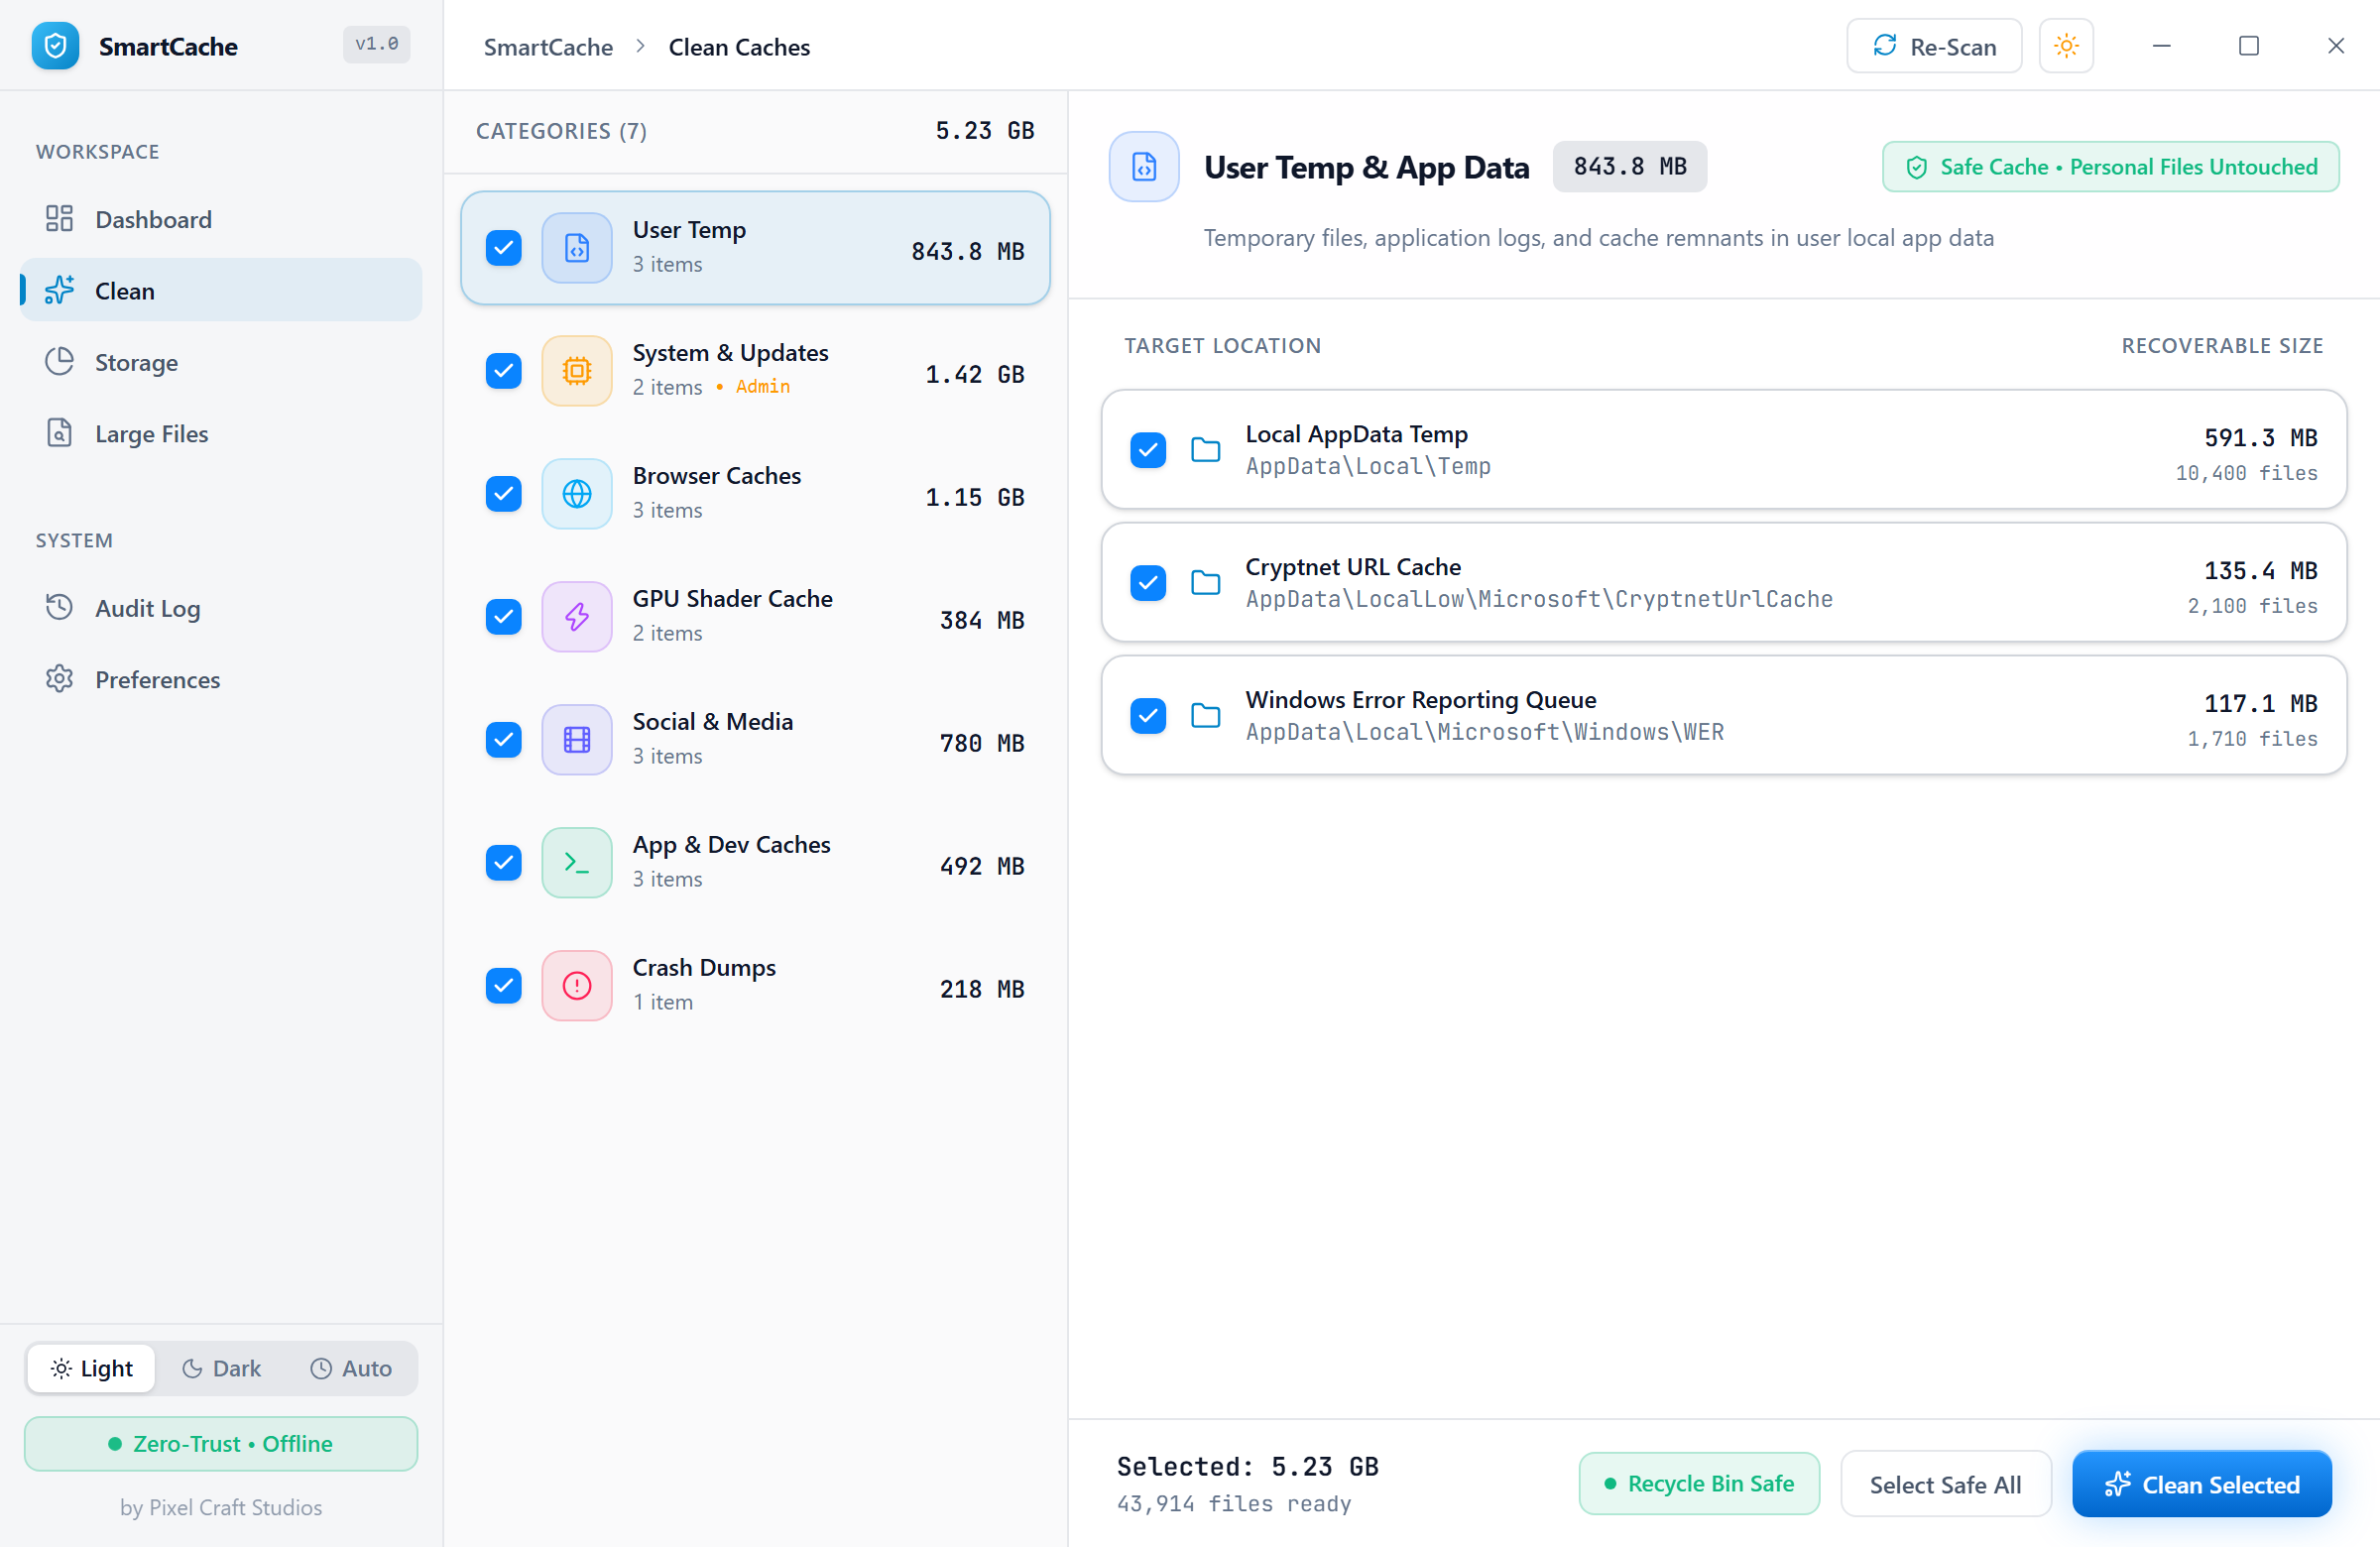 SmartCache
v1.0
SmartCache > Clean Caches
Re-Scan
WORKSPACE
Dashboard
Clean
Storage
Large Files
SYSTEM
Audit Log
Preferences
Light
Dark
Auto
Zero-Trust • Offline
by Pixel Craft Studios
CATEGORIES (7)
5.23 GB
User Temp
3 items
843.8 MB
System & Updates
2 items • Admin
1.42 GB
Browser Caches
3 items
1.15 GB
GPU Shader Cache
2 items
384 MB
Social & Media
3 items
780 MB
App & Dev Caches
3 items
492 MB
Crash Dumps
1 item
218 MB
User Temp & App Data
843.8 MB
Safe Cache • Personal Files Untouched
Temporary files, application logs, and cache remnants in user local app data
TARGET LOCATION
RECOVERABLE SIZE
Local AppData Temp
AppData\Local\Temp
591.3 MB
10,400 files
Cryptnet URL Cache
AppData\LocalLow\Microsoft\CryptnetUrlCache
135.4 MB
2,100 files
Windows Error Reporting Queue
AppData\Local\Microsoft\Windows\WER
117.1 MB
1,710 files
Selected: 5.23 GB
43,914 files ready
Recycle Bin Safe
Select Safe All
Clean Selected